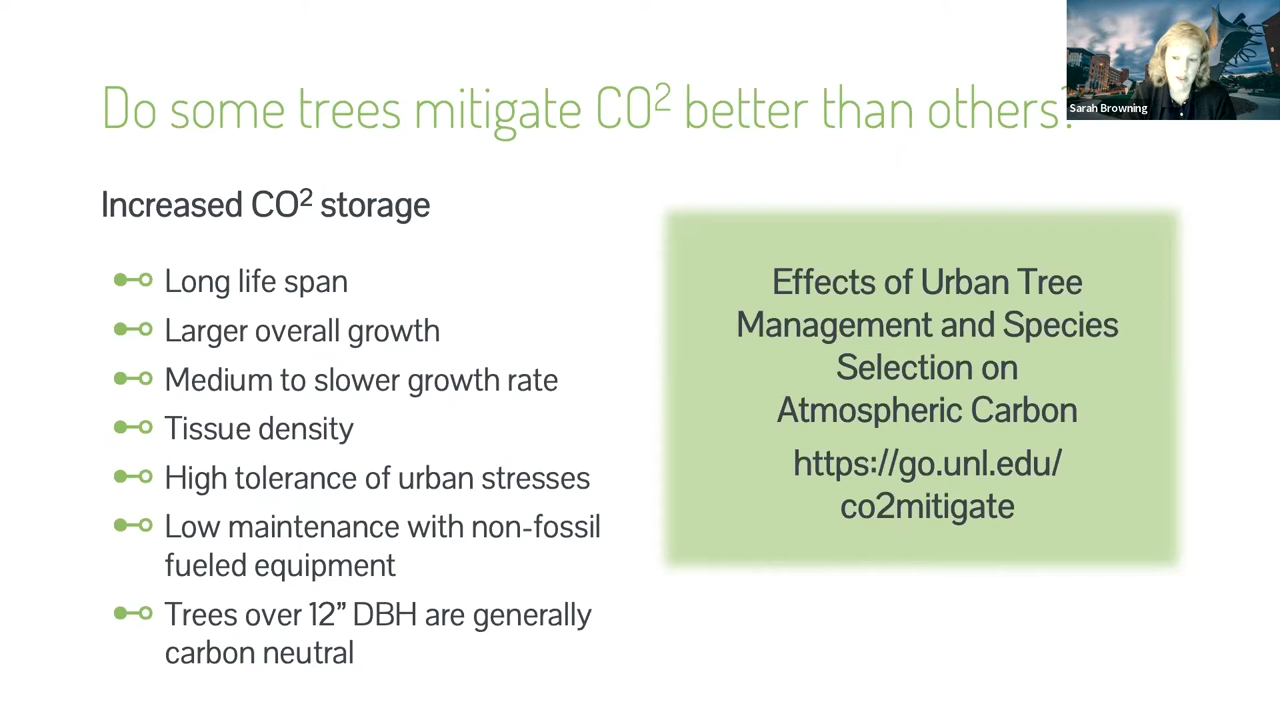 Do some trees mitigate CO² better than others?
Sarah Browning
Increased CO² storage
Long life span
Larger overall growth
Medium to slower growth rate
Tissue density
High tolerance of urban stresses
Low maintenance with non-fossil
fueled equipment
Trees over 12” DBH are generally
carbon neutral
Effects of Urban Tree
Management and Species
Selection on
Atmospheric Carbon
https://go.unl.edu/
co2mitigate